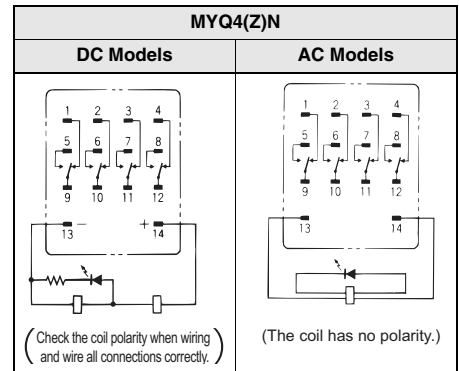 MYQ4(Z)N
DC Models
AC Models
1 2 3 4
5 6 7 8
9 10 11 12
− +
13 14
(Check the coil polarity when wiring
and wire all connections correctly.)
1 2 3 4
5 6 7 8
9 10 11 12
13 14
(The coil has no polarity.)